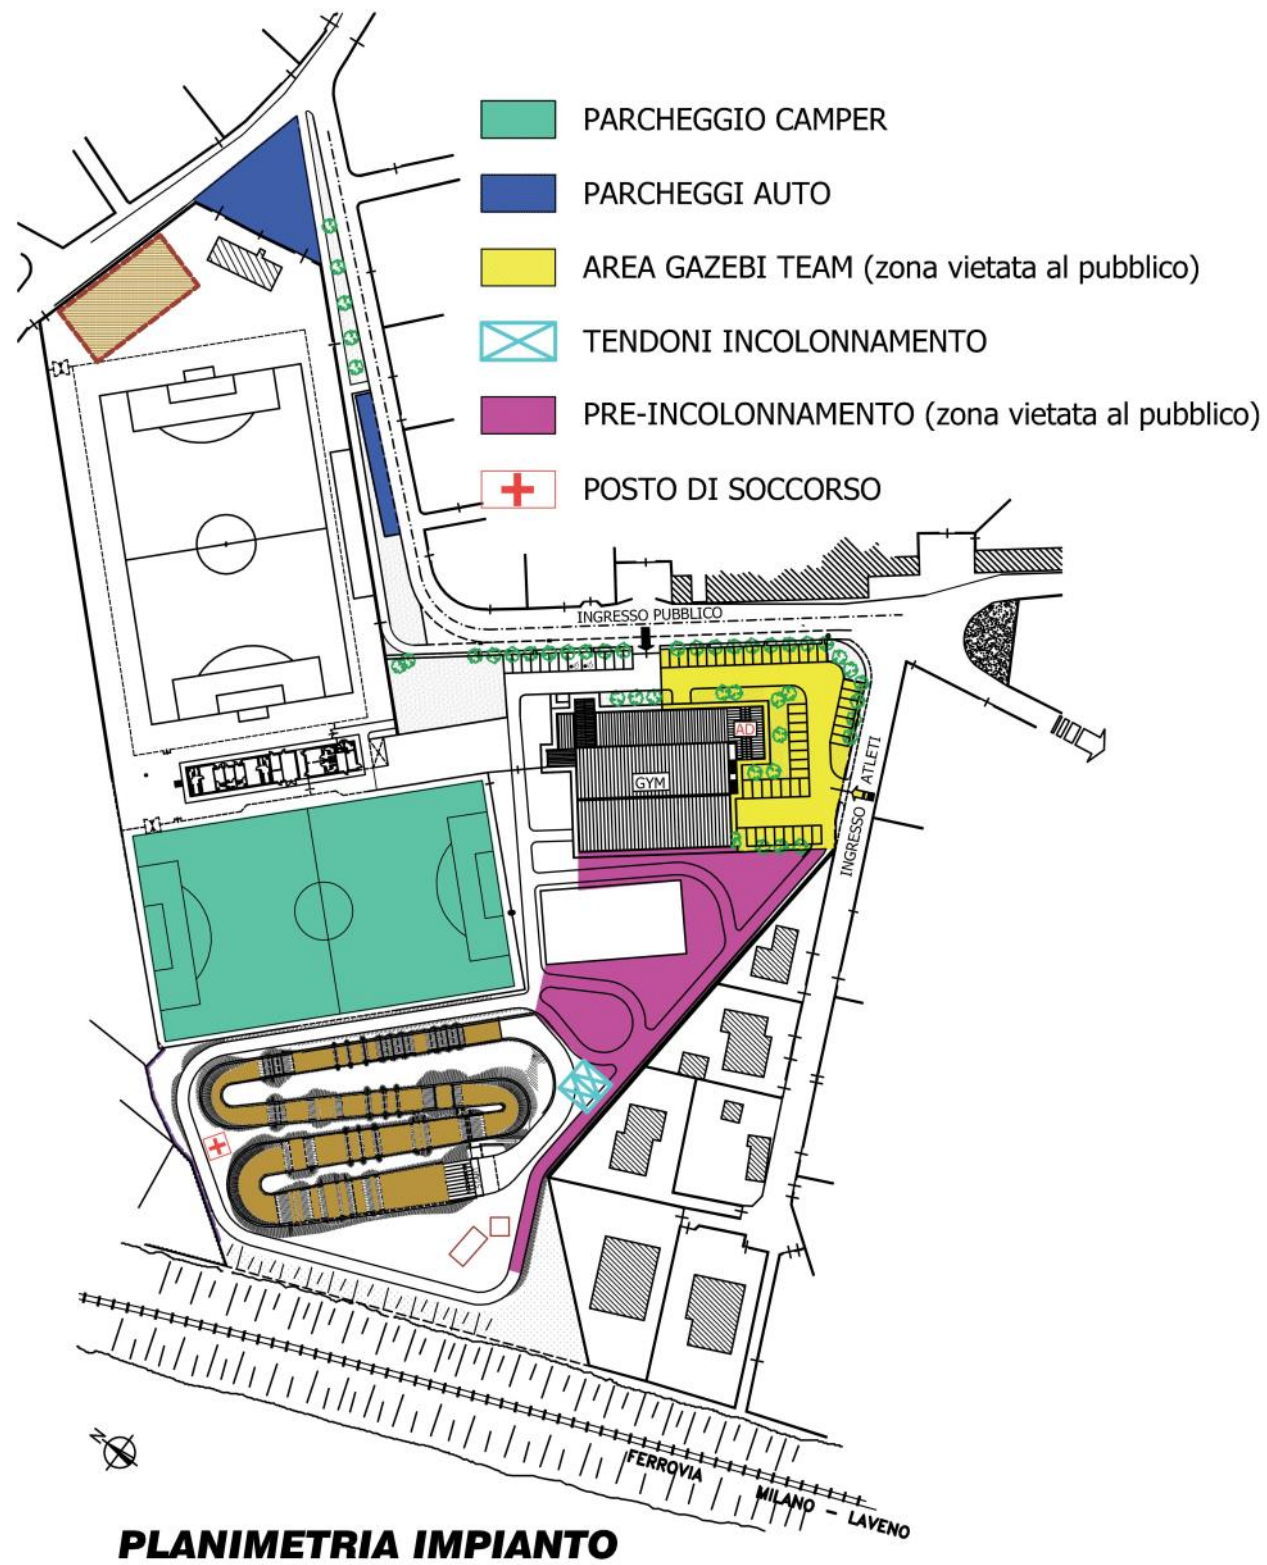 PARCHEGGIO CAMPER
PARCHEGGI AUTO
AREA GAZEBI TEAM (zona vietata al pubblico)
TENDONI INCOLONNAMENTO
PRE-INCOLONNAMENTO (zona vietata al pubblico)
POSTO DI SOCCORSO
INGRESSO PUBBLICO
AD
GYM
INGRESSO ATLETI
N
FERROVIA MILANO - LAVENO
PLANIMETRIA IMPIANTO